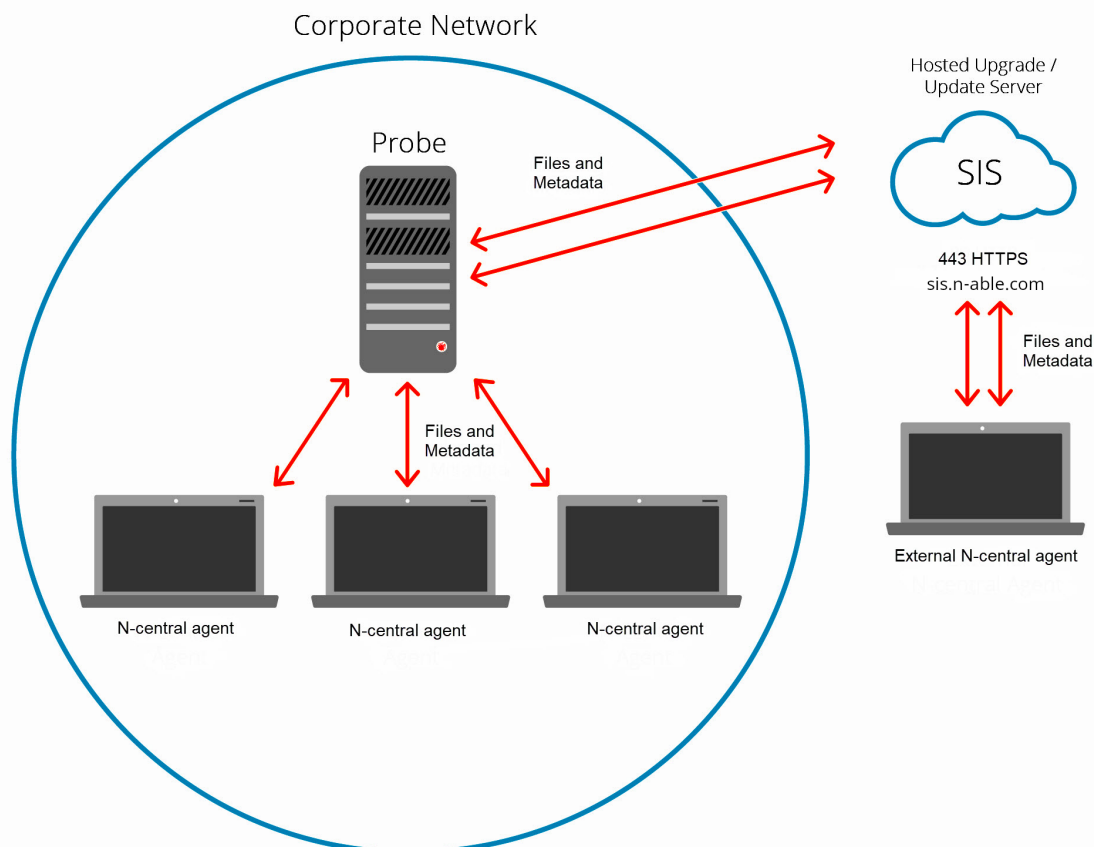 Corporate Network
Hosted Upgrade /
Update Server
SIS
Probe
Files and
Metadata
443 HTTPS
sis.n-able.com
Files and
Metadata
Files and
Metadata
External N-central agent
N-central agent
N-central agent
N-central agent